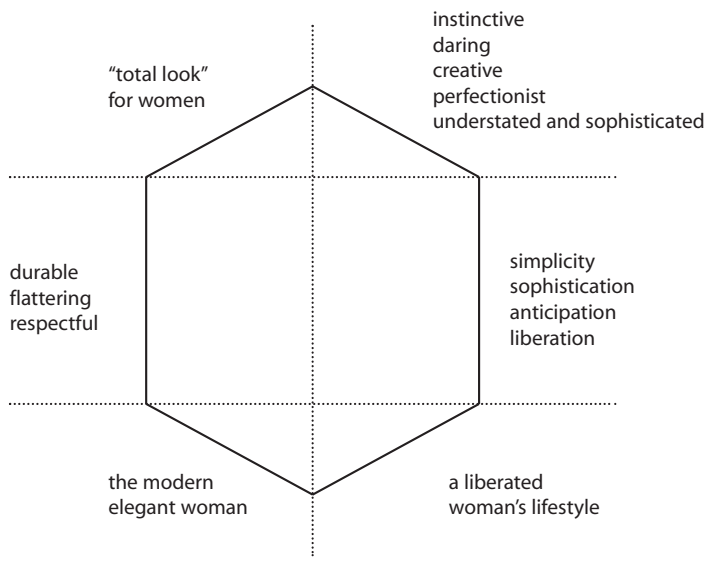 “total look”
for women
instinctive
daring
creative
perfectionist
understated and sophisticated
durable
flattering
respectful
simplicity
sophistication
anticipation
liberation
the modern
elegant woman
a liberated
woman’s lifestyle